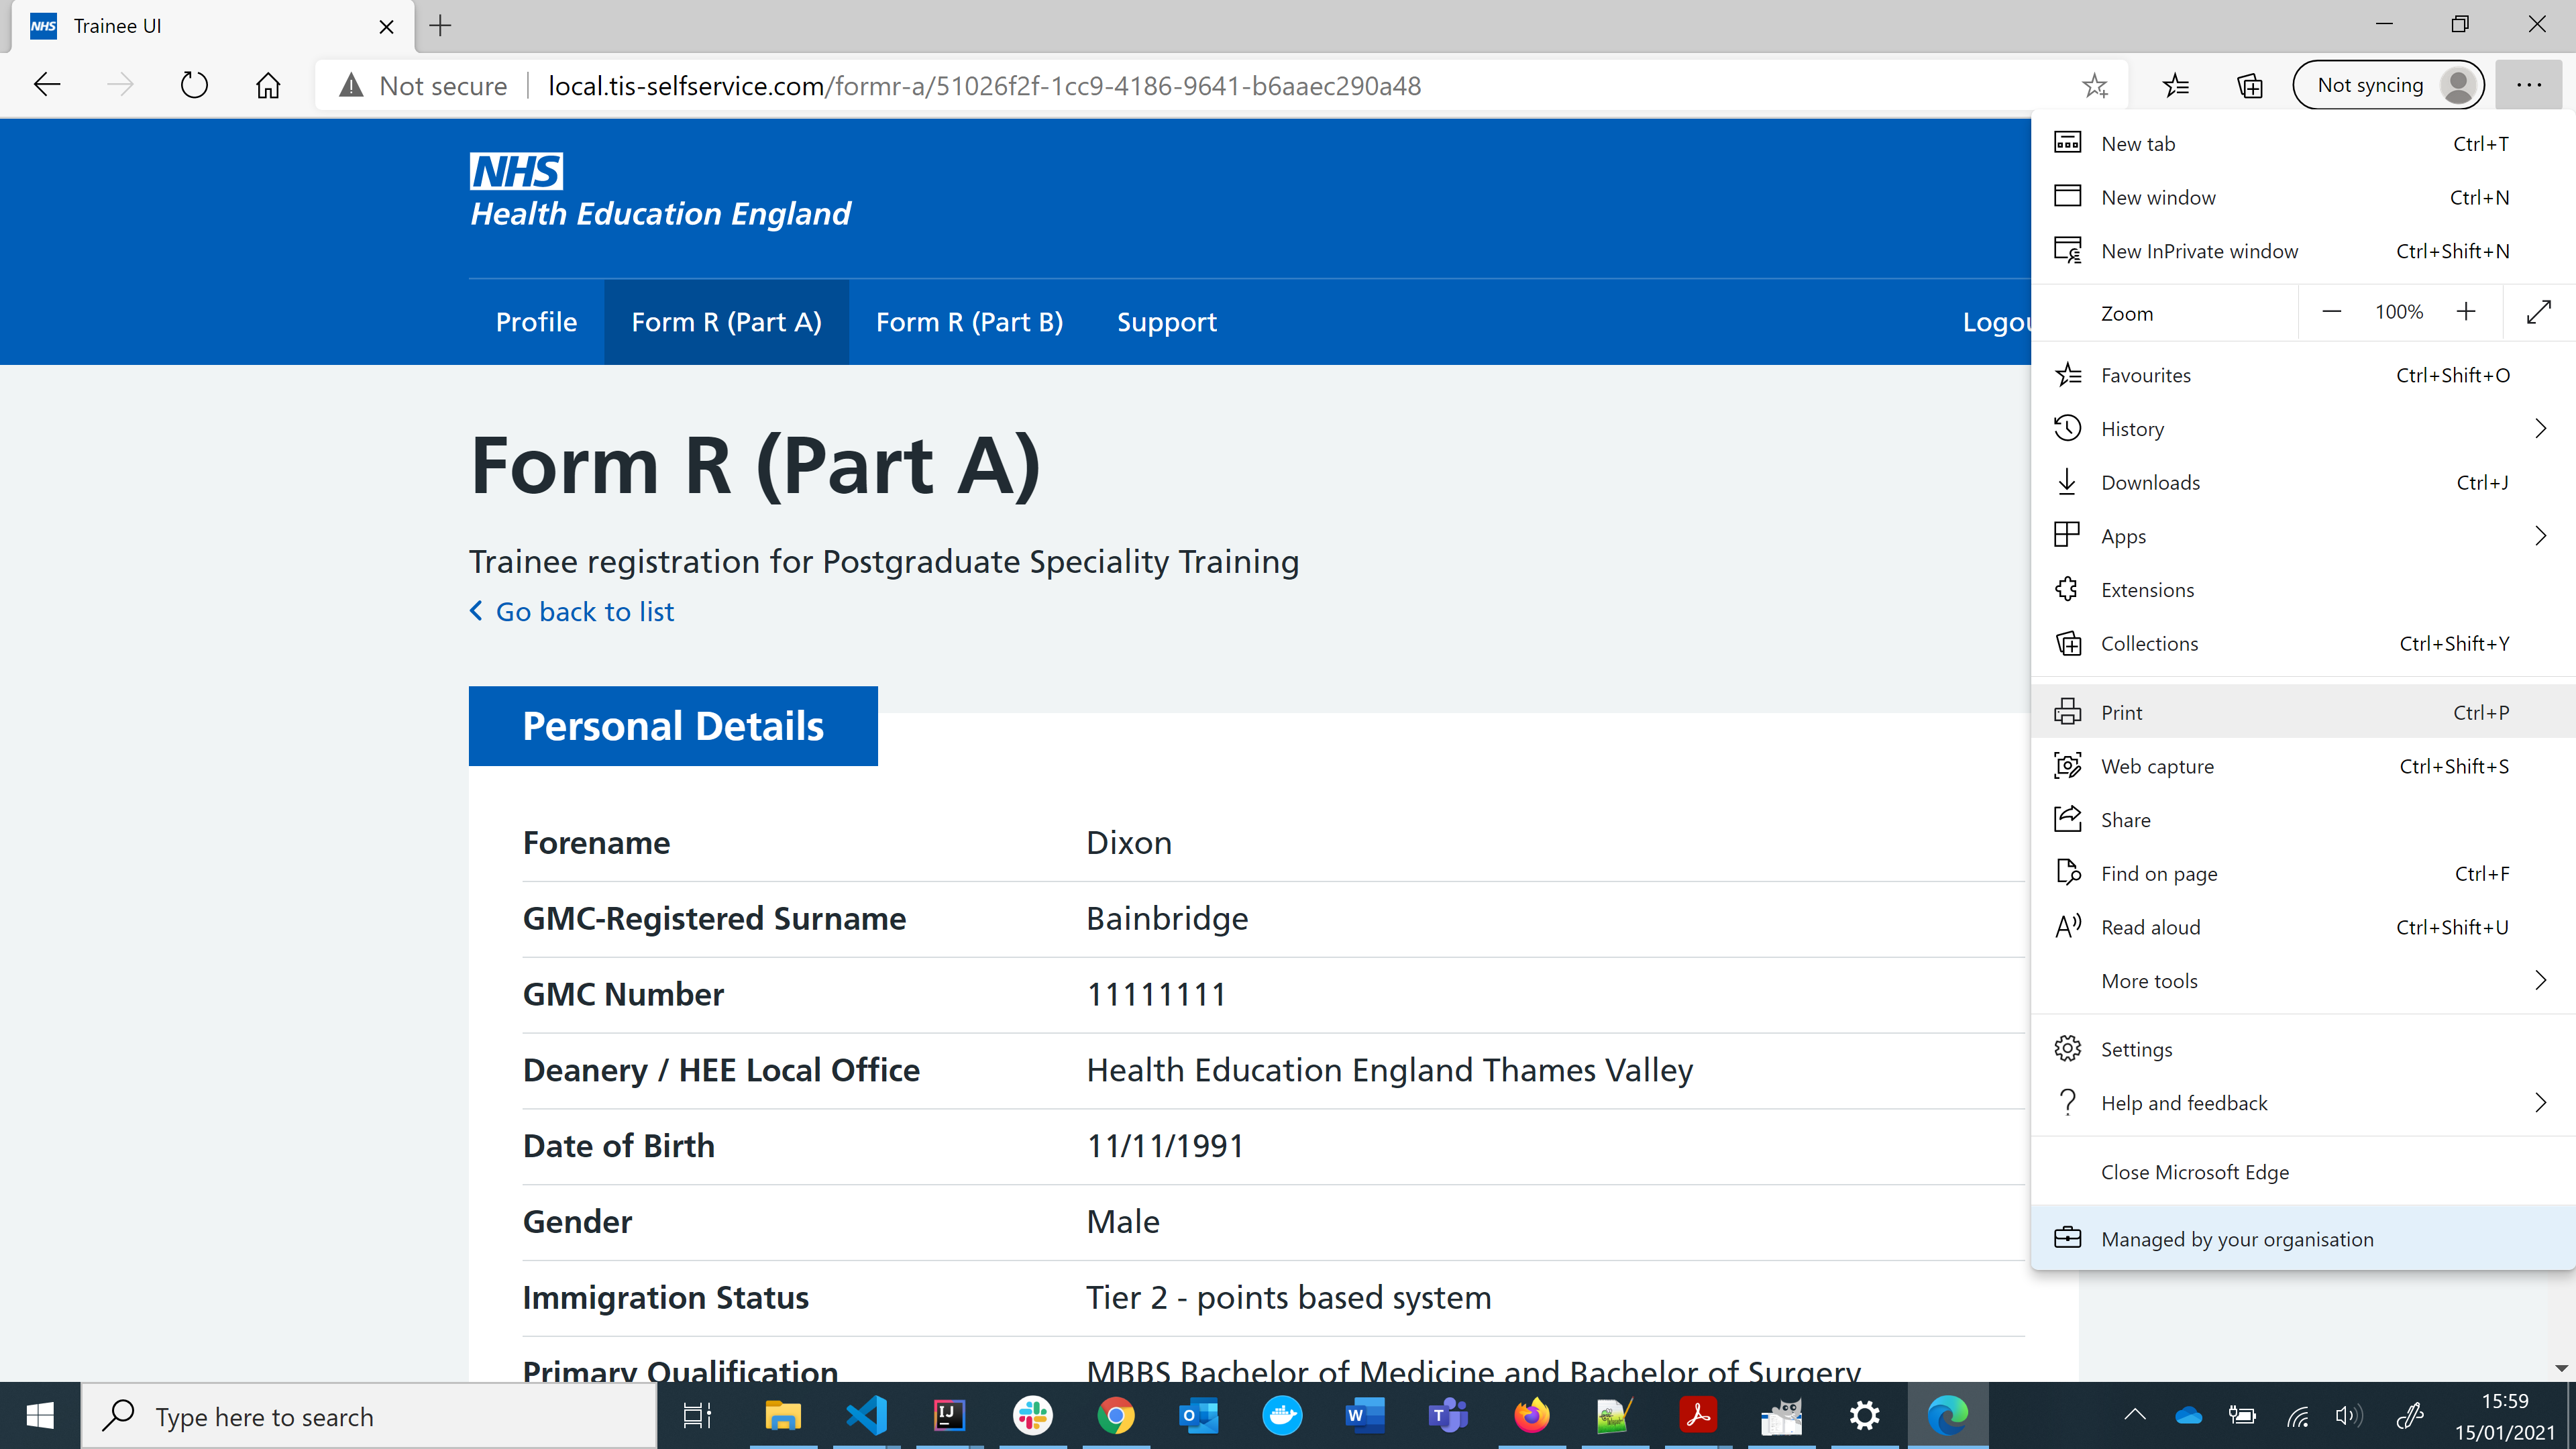 NHS Trainee UI
Not secure local.tis-selfservice.com/formr-a/51026f2f-1cc9-4186-9641-b6aaec290a48 Not syncing
NHS
Health Education England
Profile Form R (Part A) Form R (Part B) Support Logou
Form R (Part A)
Trainee registration for Postgraduate Speciality Training
Go back to list
Personal Details
Forename Dixon
GMC-Registered Surname Bainbridge
GMC Number 11111111
Deanery / HEE Local Office Health Education England Thames Valley
Date of Birth 11/11/1991
Gender Male
Immigration Status Tier 2 - points based system
Primary Qualification MBBS Bachelor of Medicine and Bachelor of Surgery
New tab Ctrl+T
New window Ctrl+N
New InPrivate window Ctrl+Shift+N
Zoom 100%
Favourites Ctrl+Shift+O
History
Downloads Ctrl+J
Apps
Extensions
Collections Ctrl+Shift+Y
Print Ctrl+P
Web capture Ctrl+Shift+S
Share
Find on page Ctrl+F
Read aloud Ctrl+Shift+U
More tools
Settings
Help and feedback
Close Microsoft Edge
Managed by your organisation
Type here to search
15:59
15/01/2021